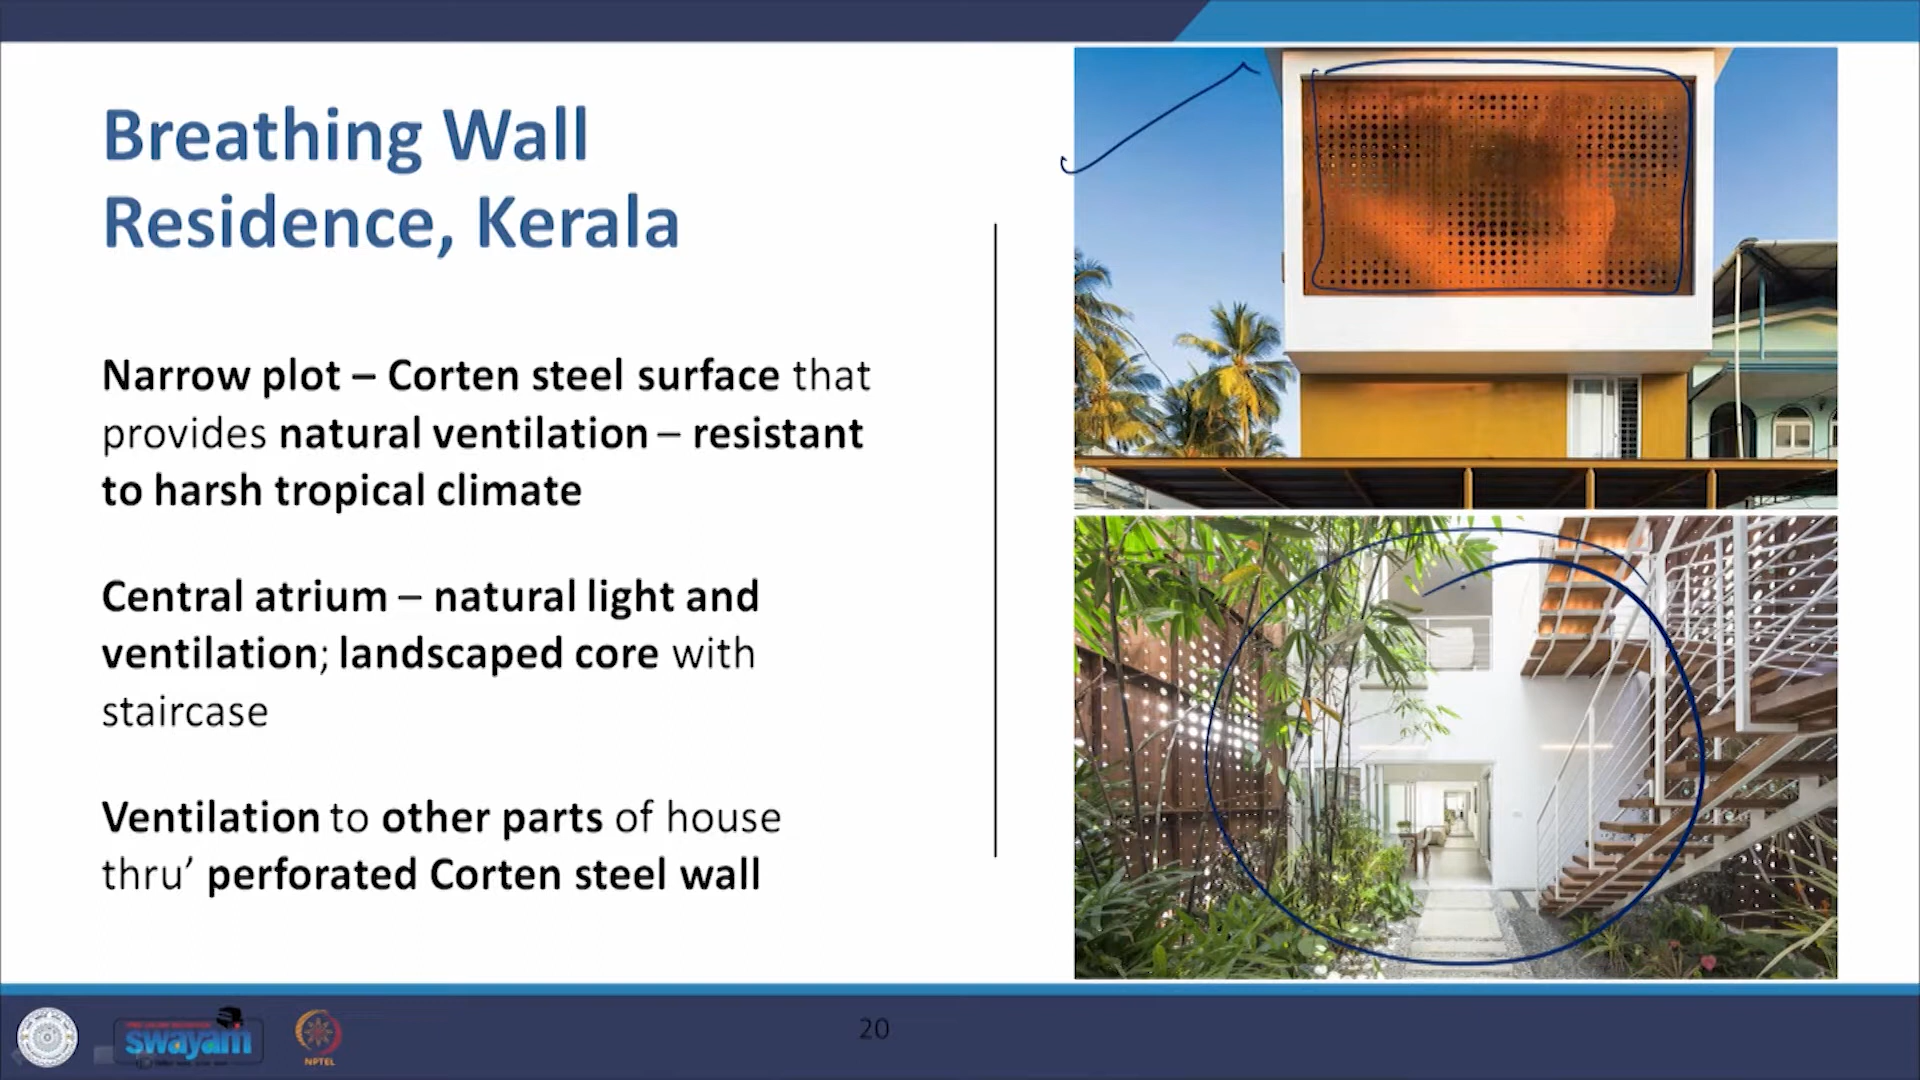 Breathing Wall
Residence, Kerala
Narrow plot – Corten steel surface that
provides natural ventilation – resistant
to harsh tropical climate
Central atrium – natural light and
ventilation; landscaped core with
staircase
Ventilation to other parts of house
thru’ perforated Corten steel wall
swayam
NPTEL
20